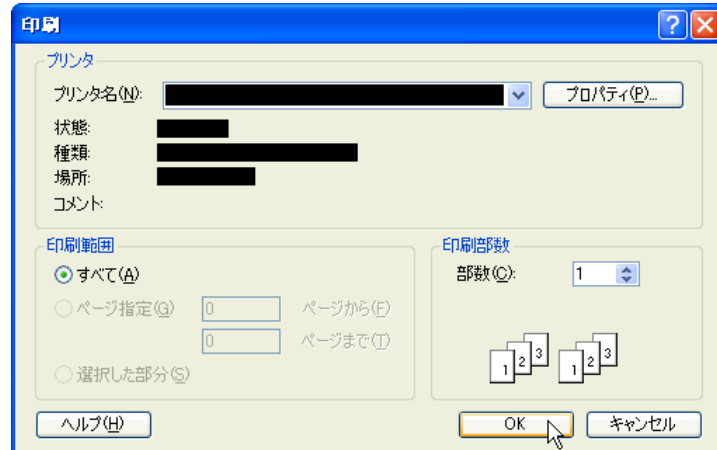 印刷
プリンタ
プリンタ名(N):
プロパティ(P)...
状態:
種類:
場所:
コメント:
印刷範囲
すべて(A)
ページ指定(G) 0 ページから(F)
0 ページまで(T)
選択した部分(S)
印刷部数
部数(C): 1
1 2 3 1 2 3
ヘルプ(H) OK キャンセル